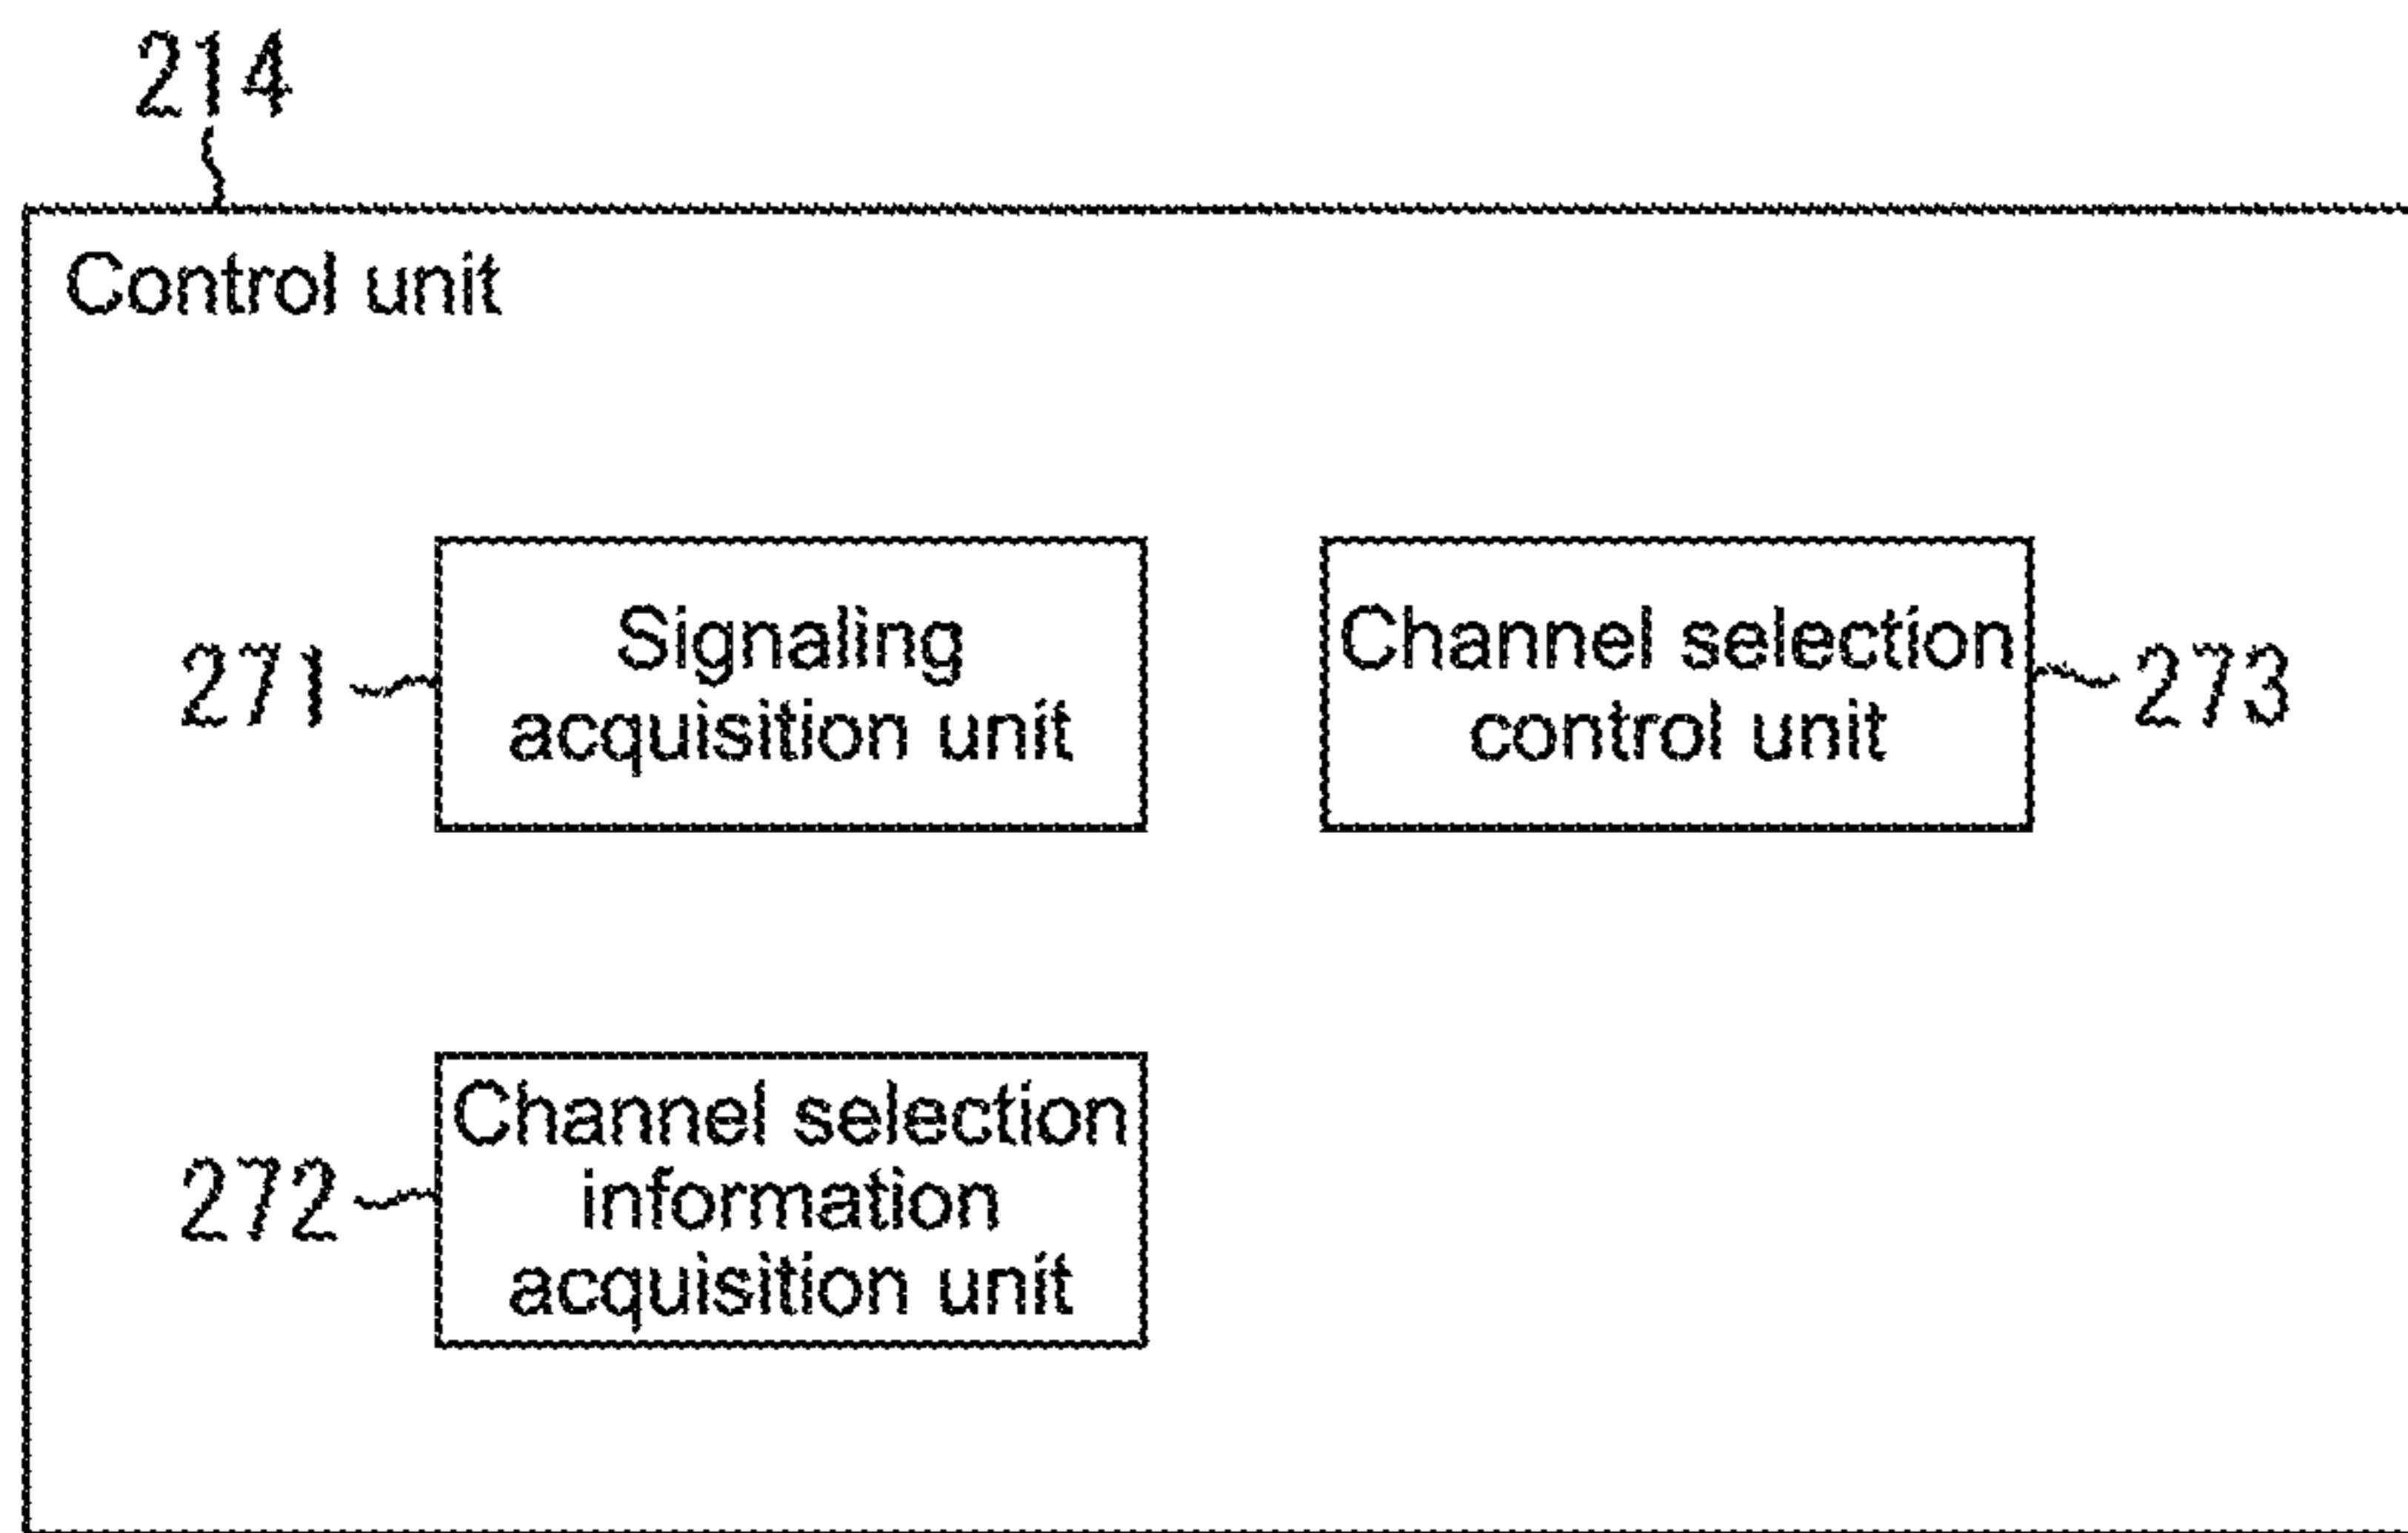 214
Control unit
271
Signaling
acquisition unit
Channel selection
control unit
273
272
Channel selection
information
acquisition unit